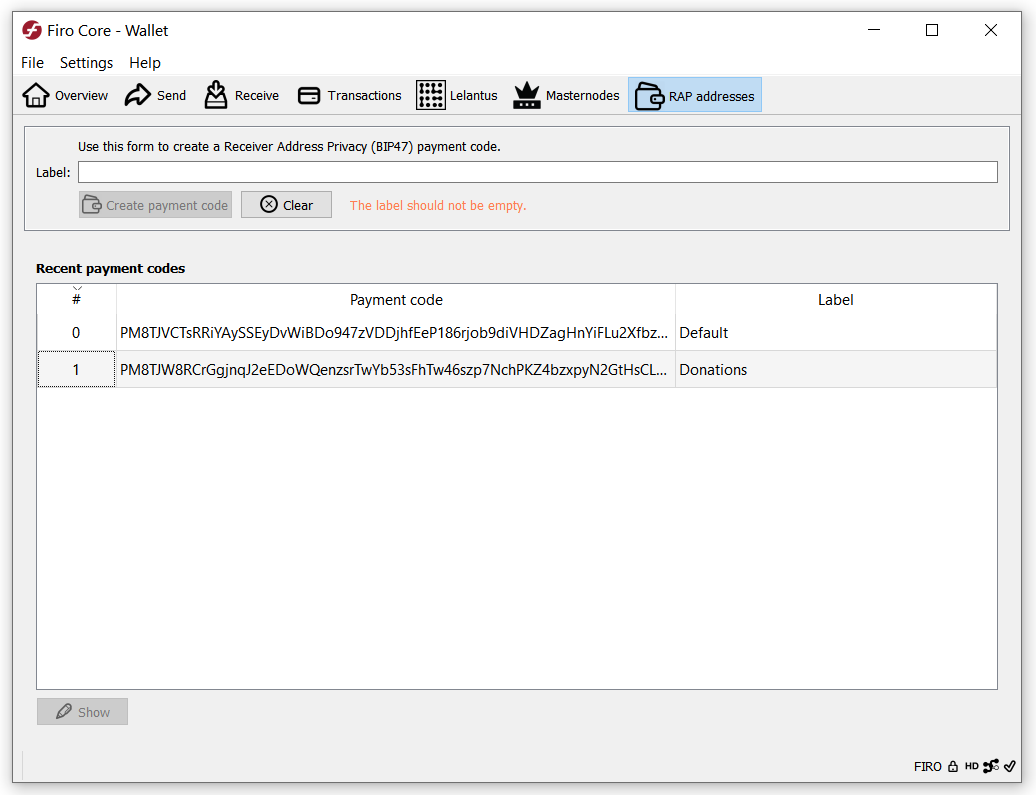 Firo Core - Wallet
File Settings Help
Overview Send Receive Transactions Lelantus Masternodes RAP addresses
Use this form to create a Receiver Address Privacy (BIP47) payment code.
Label:
Create payment code Clear The label should not be empty.
Recent payment codes
# Payment code Label
0 PM8TJVCTsRRiYAySSEyDvWiBDo947zVDDjhfEeP186rjob9diVHDZagHnYiFLu2Xfbz... Default
1 PM8TJW8RCrGgjnqJ2eEDoWQenzsrTwYb53sFhTw46szp7NchPKZ4bzxpyN2GtHsCL... Donations
Show
FIRO HD